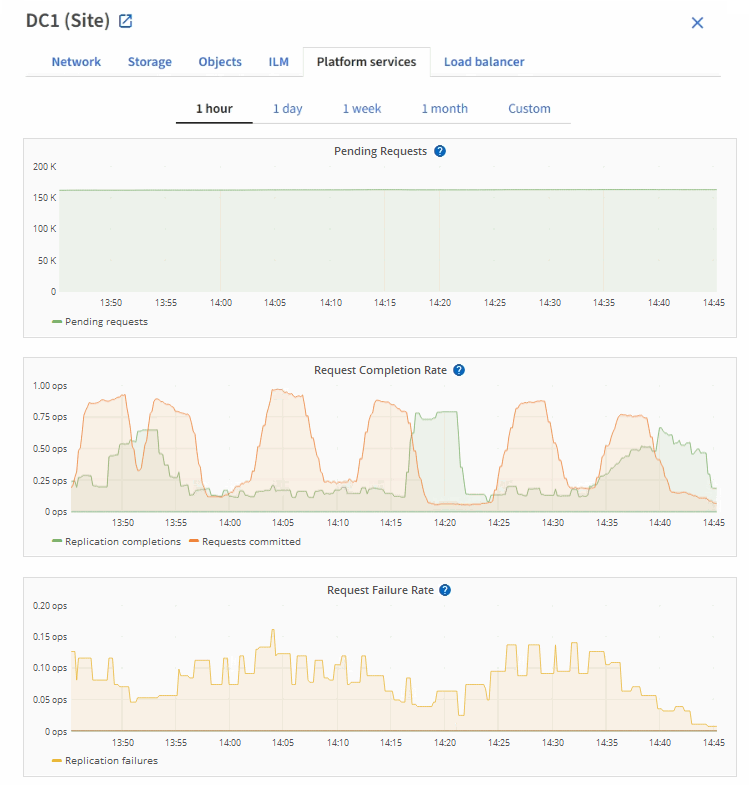 DC1 (Site)
Network Storage Objects ILM Platform services Load balancer
1 hour 1 day 1 week 1 month Custom
Pending Requests ?
200 K
150 K
100 K
50 K
0
13:50 13:55 14:00 14:05 14:10 14:15 14:20 14:25 14:30 14:35 14:40 14:45
Pending requests
Request Completion Rate ?
1.00 ops
0.75 ops
0.50 ops
0.25 ops
0 ops
13:50 13:55 14:00 14:05 14:10 14:15 14:20 14:25 14:30 14:35 14:40 14:45
Replication completions Requests committed
Request Failure Rate ?
0.20 ops
0.15 ops
0.10 ops
0.05 ops
0 ops
13:50 13:55 14:00 14:05 14:10 14:15 14:20 14:25 14:30 14:35 14:40 14:45
Replication failures